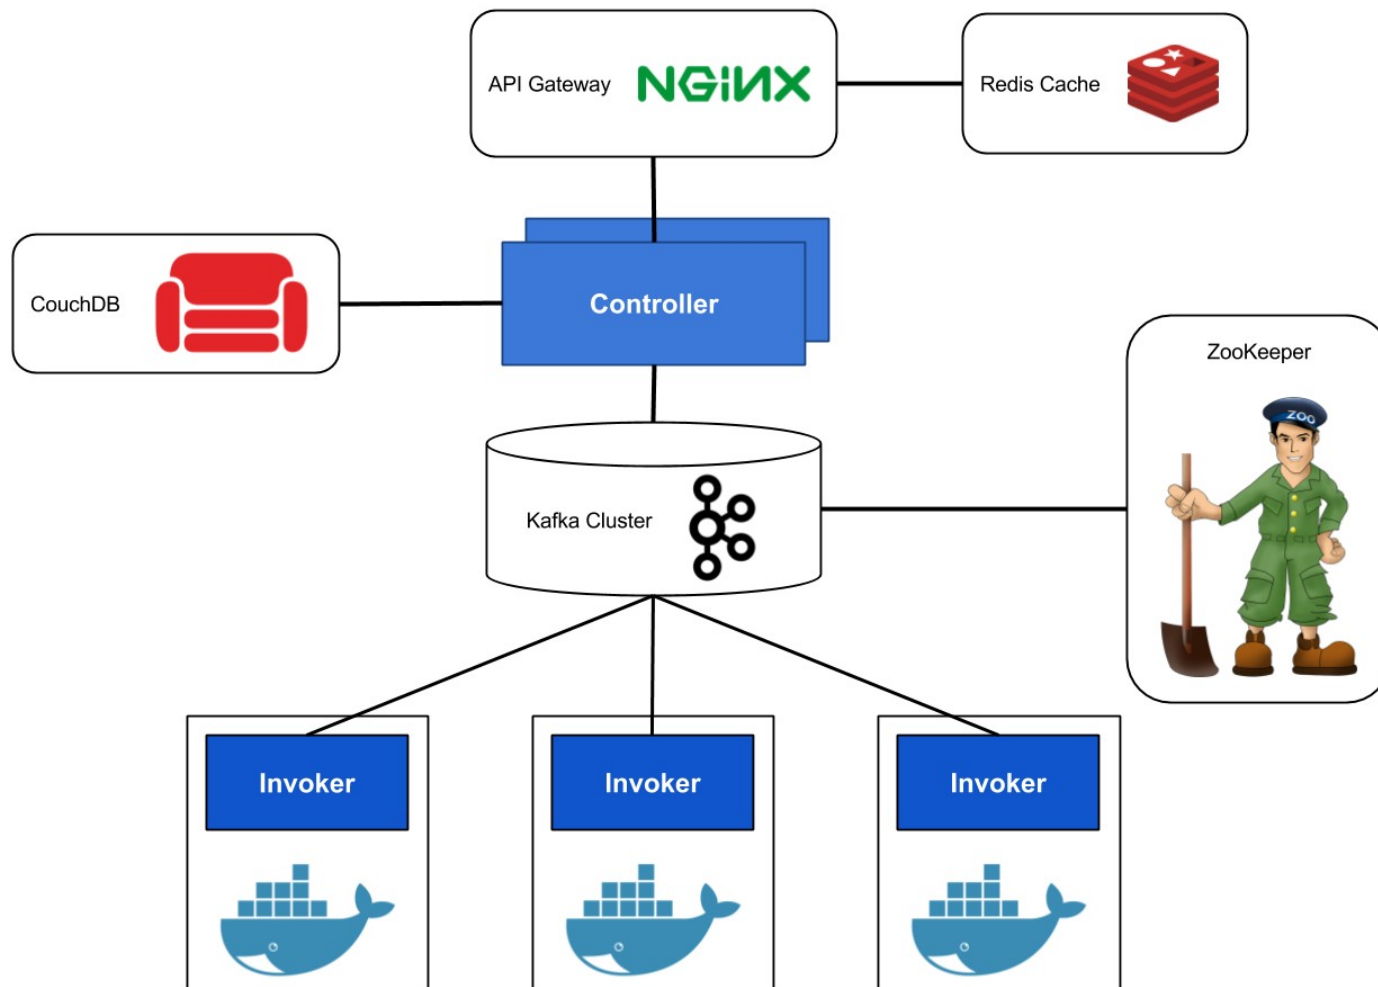 API Gateway NGiNX
Redis Cache
CouchDB
Controller
ZooKeeper
ZOO
Kafka Cluster
Invoker
Invoker
Invoker